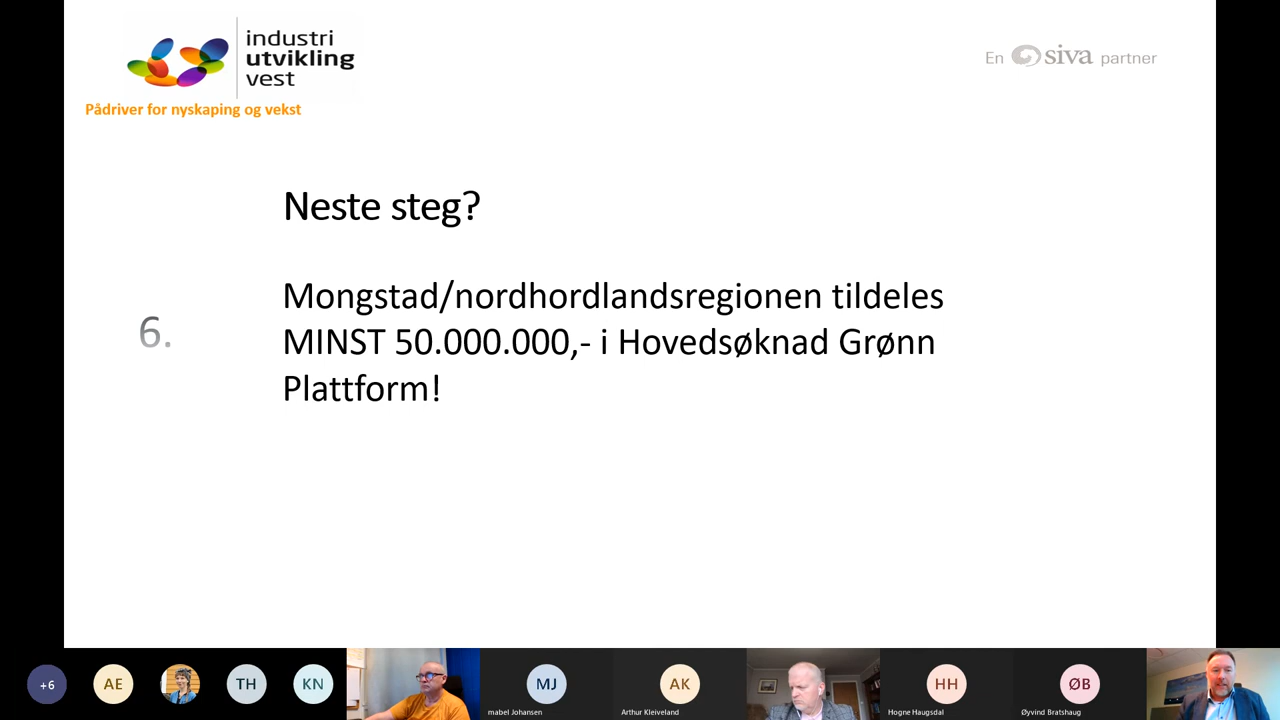 industri
utvikling
vest
En siva partner
Pådriver for nyskaping og vekst
Neste steg?
6.
Mongstad/nordhordlandsregionen tildeles
MINST 50.000.000,- i Hovedsøknad Grønn
Plattform!
+6
AE
TH
KN
MJ
mabel Johansen
AK
Arthur Kleiveland
HH
Hogne Haugsdal
ØB
Øyvind Bratshaug